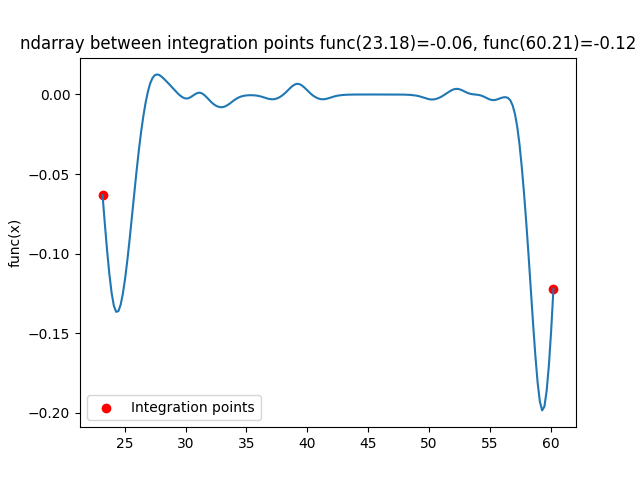 ndarray between integration points func(23.18)=-0.06, func(60.21)=-0.12
0.00
−0.05
−0.10
−0.15
−0.20
func(x)
Integration points
25 30 35 40 45 50 55 60